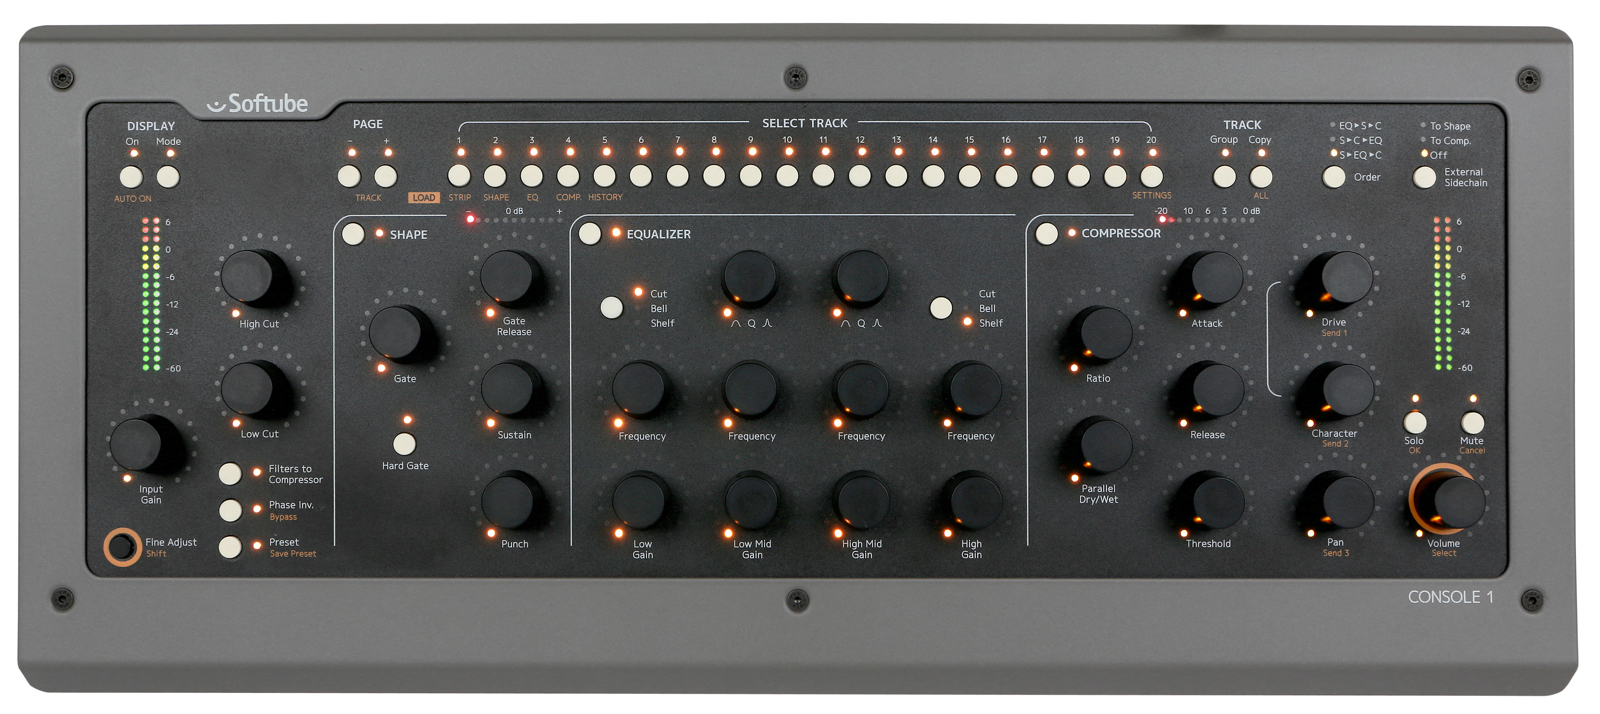 Softube
DISPLAY
On Mode
AUTO ON
PAGE
- +
TRACK
SELECT TRACK
1 2 3 4 5 6 7 8 9 10 11 12 13 14 15 16 17 18 19 20
LOAD STRIP SHAPE EQ COMP. HISTORY
SETTINGS
TRACK
Group Copy
ALL
EQ▸S▸C
S▸C▸EQ
S▸EQ▸C
Order
To Shape
To Comp.
Off
External
Sidechain
6
0
-6
-12
-24
-60
High Cut
Low Cut
Input
Gain
Filters to
Compressor
Phase Inv.
Bypass
Preset
Save Preset
Fine Adjust
Shift
SHAPE
- 0 dB +
Gate
Release
Gate
Sustain
Hard Gate
Punch
EQUALIZER
Cut
Bell
Shelf
Q
Q
Cut
Bell
Shelf
Frequency
Frequency
Frequency
Frequency
Low
Gain
Low Mid
Gain
High Mid
Gain
High
Gain
COMPRESSOR
-20 10 6 3 0 dB
Ratio
Attack
Release
Parallel
Dry/Wet
Threshold
Drive
Send 1
Character
Send 2
Pan
Send 3
6
0
-6
-12
-24
-60
Solo
OK
Mute
Cancel
Volume
Select
CONSOLE 1